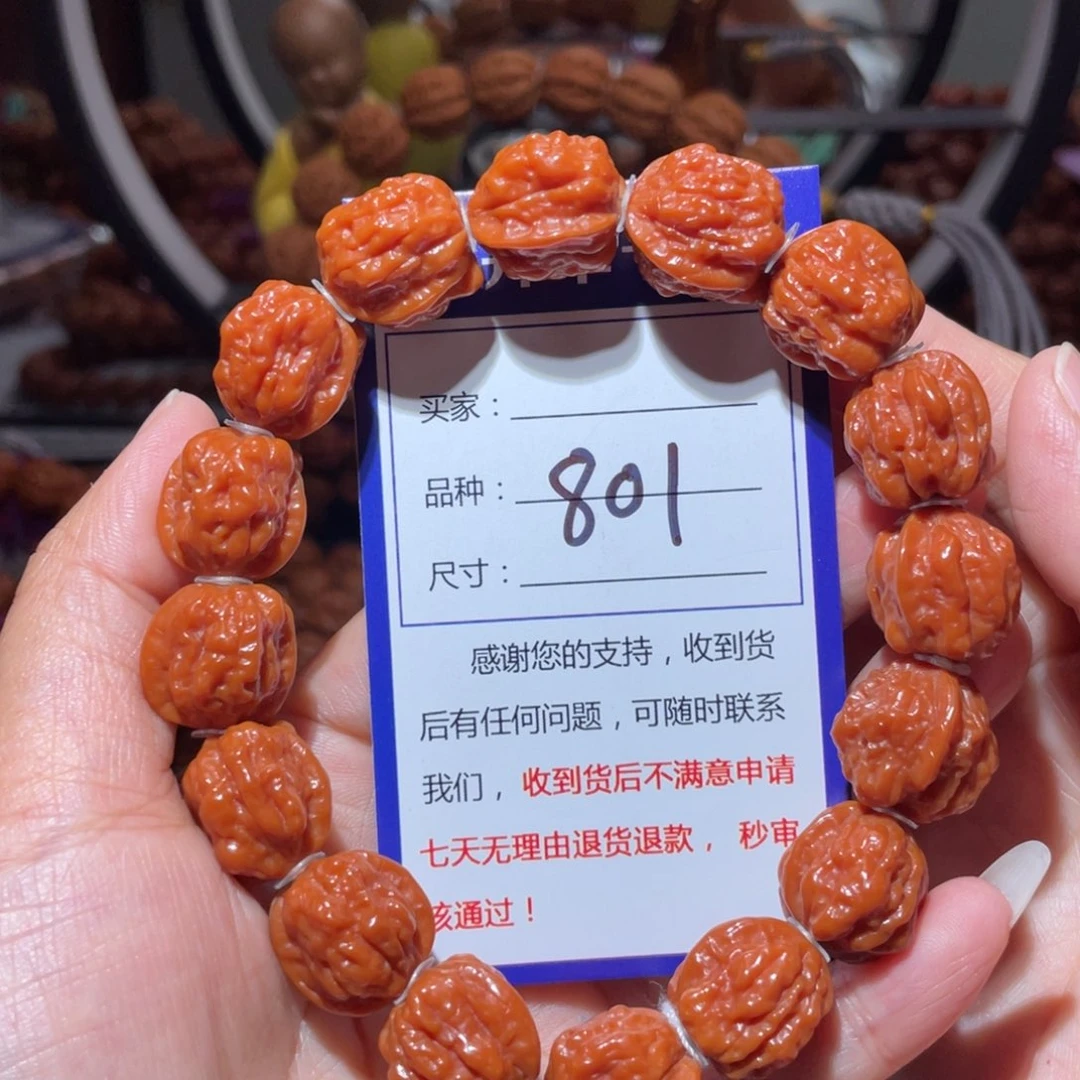 买家：
品种：801
尺寸：
感谢您的支持，收到货
后有任何问题，可随时联系
我们，收到货后不满意申请
七天无理由退货退款， 秒审
核通过！